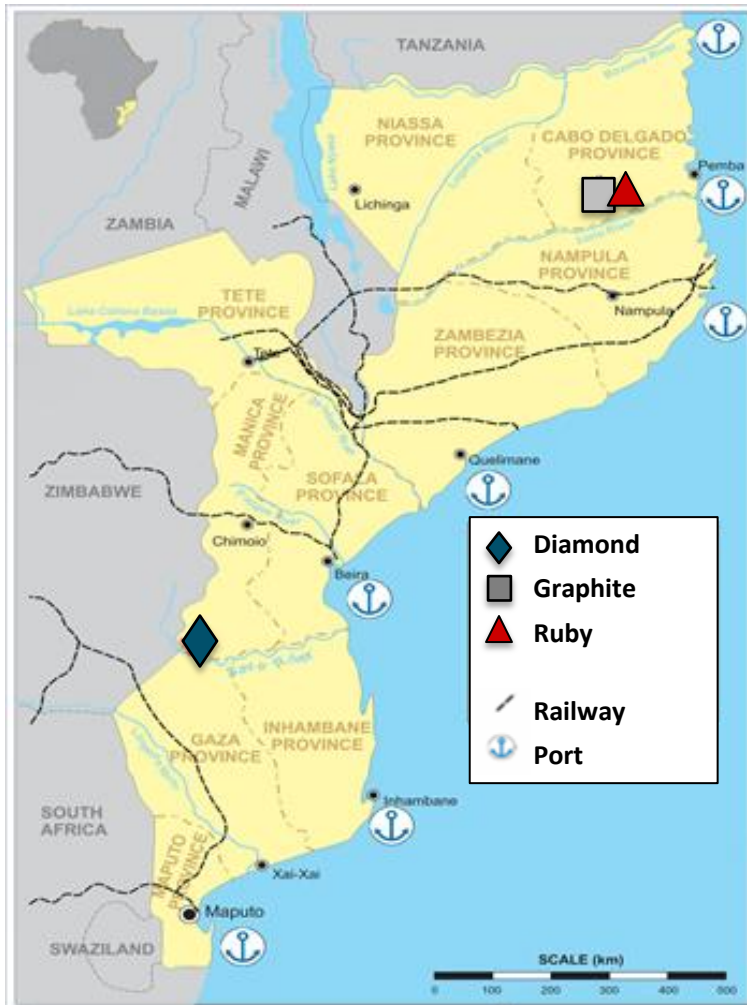 TANZANIA
NIASSA
PROVINCE
CABO DELGADO
PROVINCE
Pemba
MALAWI
Lichinga
ZAMBIA
NAMPULA
PROVINCE
TETE
PROVINCE
Nampula
ZAMBEZIA
PROVINCE
Tete
MANICA
PROVINCE
Quelimane
SOFALA
PROVINCE
ZIMBABWE
Chimoio
Beira
Diamond
Graphite
Ruby
Railway
Port
INHAMBANE
PROVINCE
GAZA
PROVINCE
Inhambane
SOUTH
AFRICA
MAPUTO
PROVINCE
Xai-Xai
Maputo
SWAZILAND
SCALE (km)
0 100 200 300 400 500